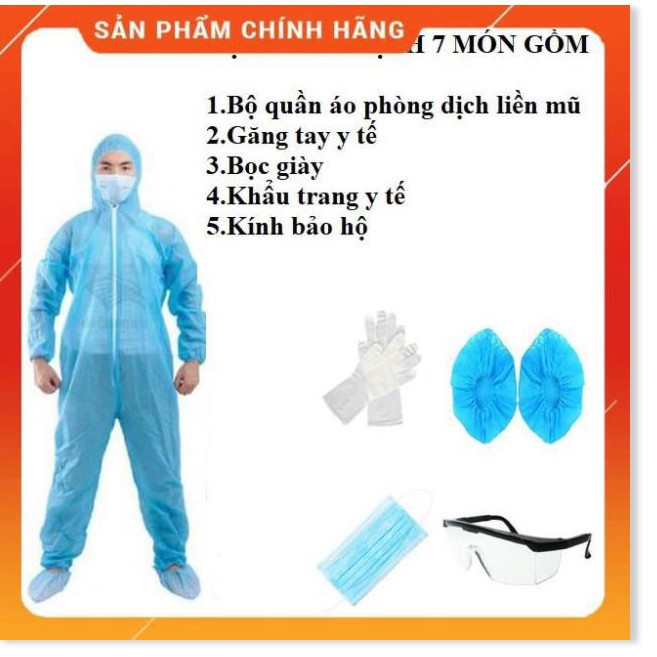 SẢN PHẨM CHÍNH HÃNG
7 MÓN GỒM
1.Bộ quần áo phòng dịch liền mũ
2.Găng tay y tế
3.Bọc giày
4.Khẩu trang y tế
5.Kính bảo hộ